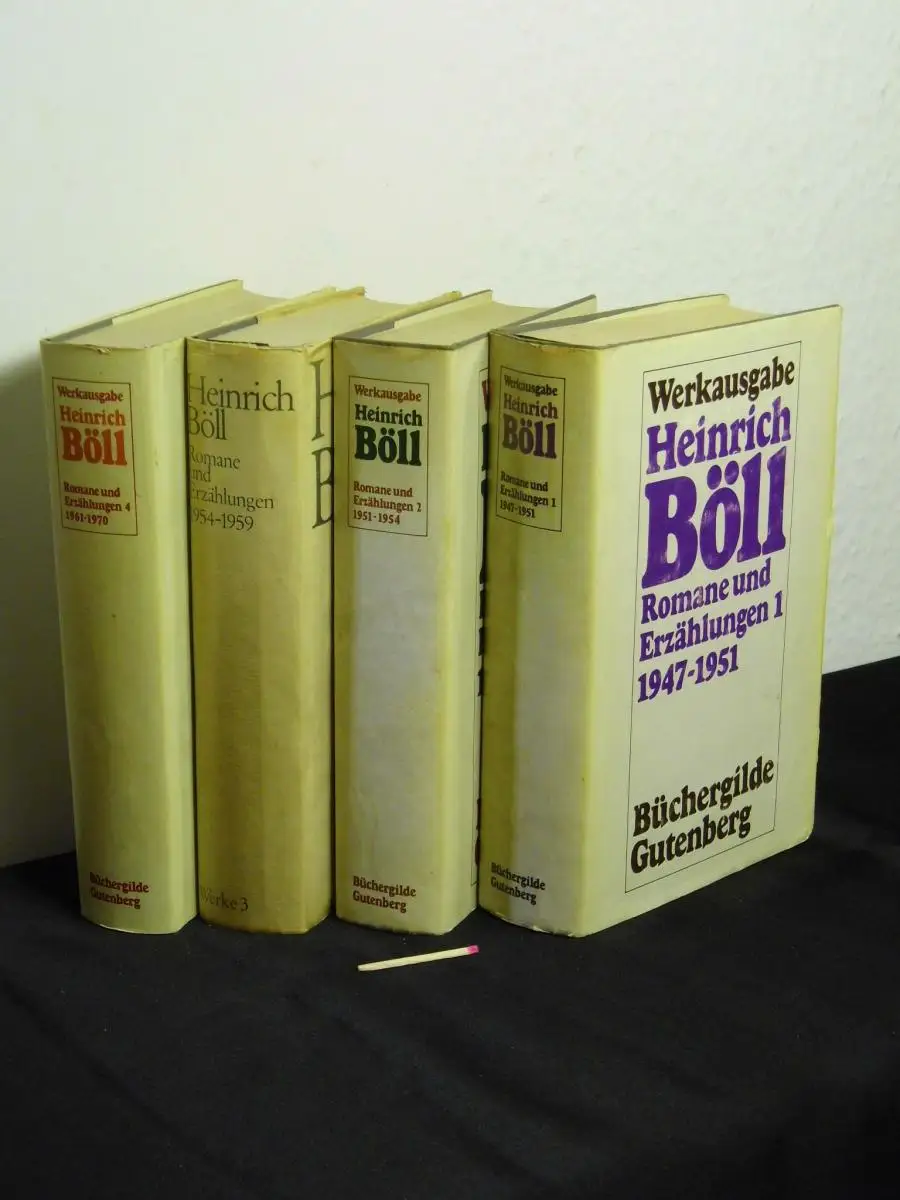 Werkausgabe
Heinrich
Böll
Romane und
Erzählungen 4
1961-1970
Büchergilde
Gutenberg
Heinrich
Böll
Romane
und
Erzählungen
1954-1959
Werke 3
H
B
Werkausgabe
Heinrich
Böll
Romane und
Erzählungen 2
1951-1954
Büchergilde
Gutenberg
Werkausgabe
Heinrich
Böll
Romane und
Erzählungen 1
1947-1951
Büchergilde
Gutenberg
Werkausgabe
Heinrich
Böll
Romane und
Erzählungen 1
1947-1951
Büchergilde
Gutenberg